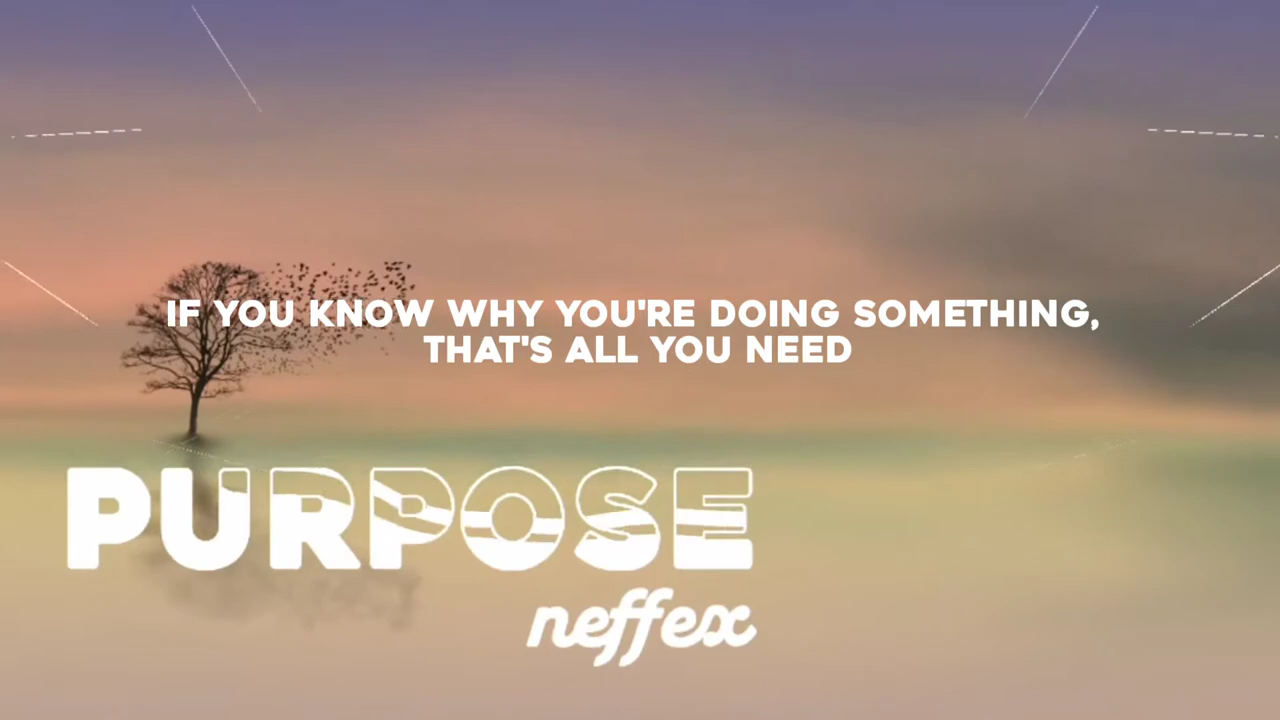 IF YOU KNOW WHY YOU'RE DOING SOMETHING,
THAT'S ALL YOU NEED
PURPOSE
neffex